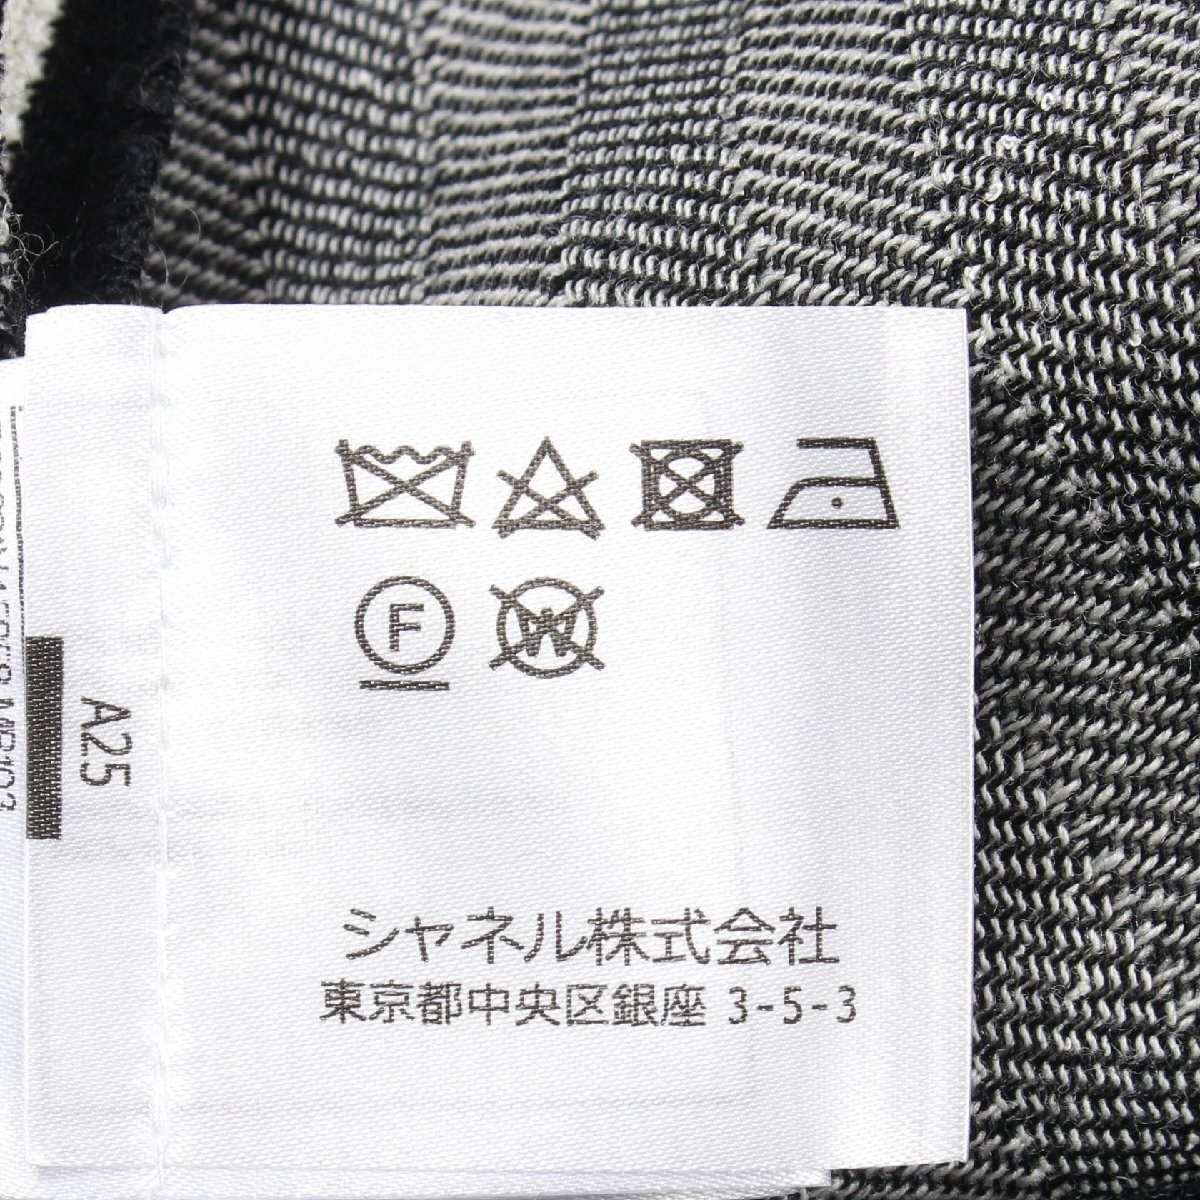 F W
A25
シャネル株式会社
東京都中央区銀座 3-5-3